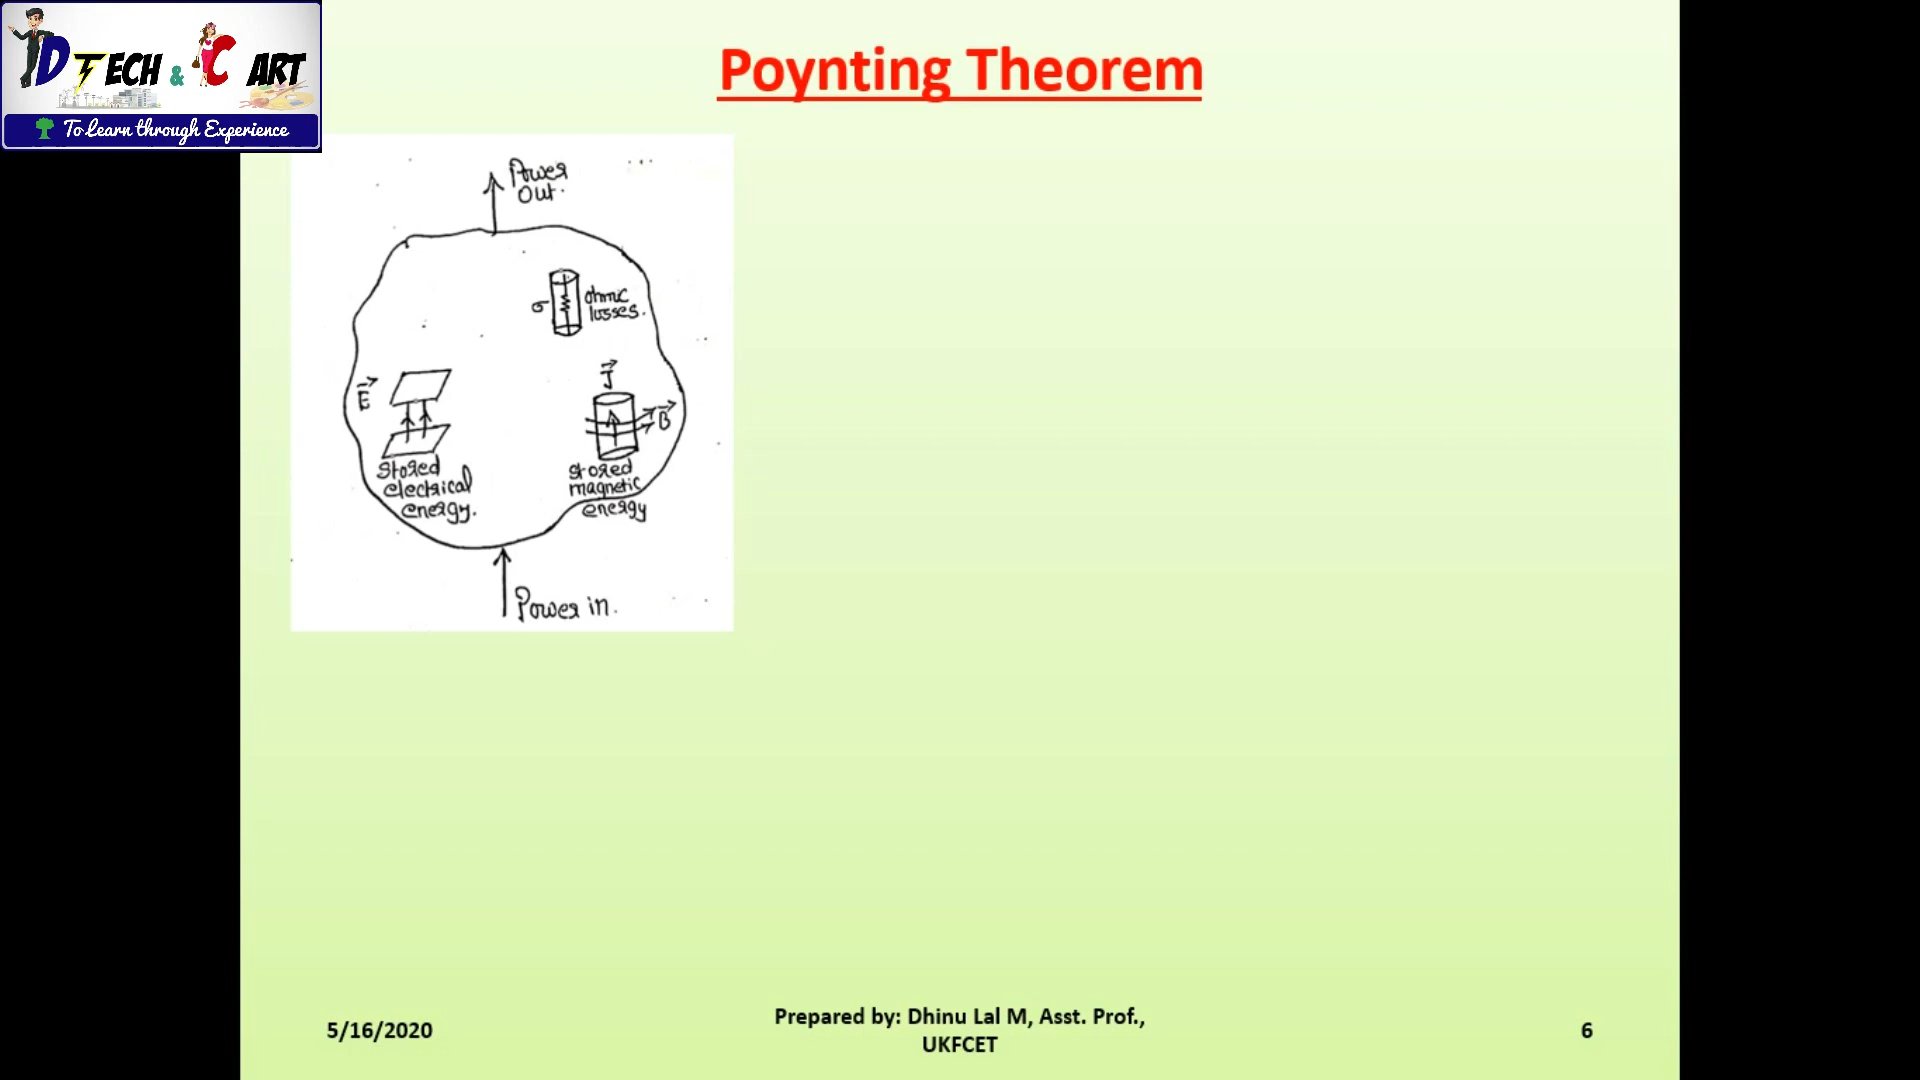 D TECH & C ART
To Learn through Experience
Poynting Theorem
Power
Out.
σ
ohmic
losses.
E
J
B
Stored
electrical
energy.
stored
magnetic
energy
Power in.
5/16/2020
Prepared by: Dhinu Lal M, Asst. Prof.,
UKFCET
6